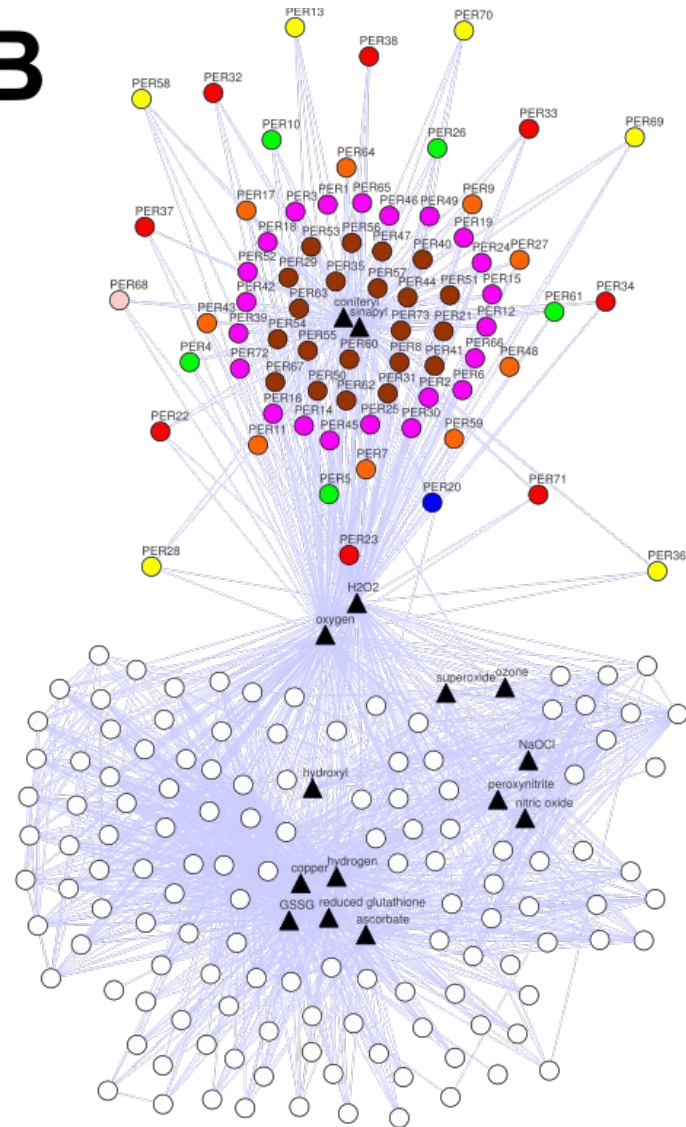 B
PER13
PER70
PER38
PER58
PER32
PER33
PER69
PER10
PER26
PER64
PER17
PER3
PER1
PER65
PER46
PER49
PER9
PER37
PER18
PER53
PER56
PER47
PER19
PER52
PER29
PER35
PER57
PER40
PER24
PER27
PER68
PER42
PER63
coniferyl
sinapyl
PER44
PER51
PER15
PER61
PER34
PER43
PER39
PER54
PER55
PER73
PER21
PER12
PER4
PER72
PER60
PER8
PER41
PER66
PER48
PER67
PER50
PER62
PER31
PER2
PER6
PER22
PER16
PER14
PER45
PER25
PER30
PER59
PER11
PER7
PER5
PER20
PER71
PER28
PER23
PER36
H2O2
oxygen
superoxide
ozone
NaOCl
hydroxyl
peroxynitrite
nitric oxide
copper
hydrogen
GSSG
reduced glutathione
ascorbate